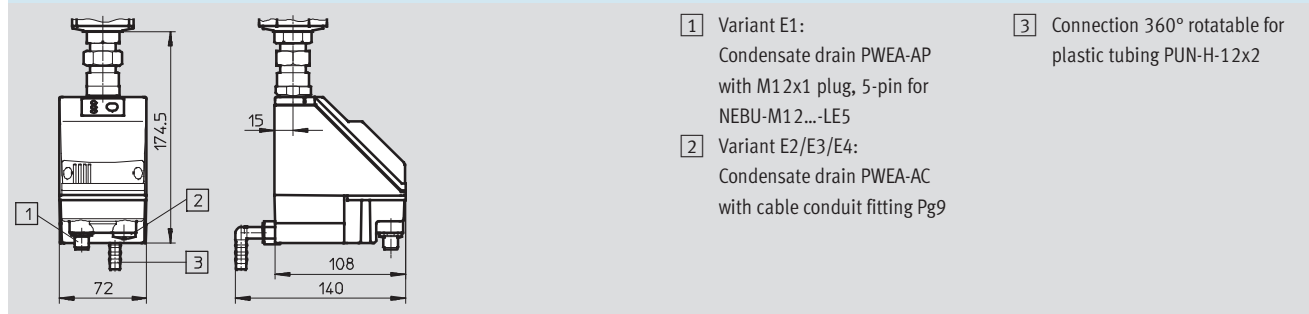 174.5
15
1
2
3
72
108
140
1 Variant E1:
Condensate drain PWEA-AP
with M12x1 plug, 5-pin for
NEBU-M12…-LE5
2 Variant E2/E3/E4:
Condensate drain PWEA-AC
with cable conduit fitting Pg9
3 Connection 360° rotatable for
plastic tubing PUN-H-12x2